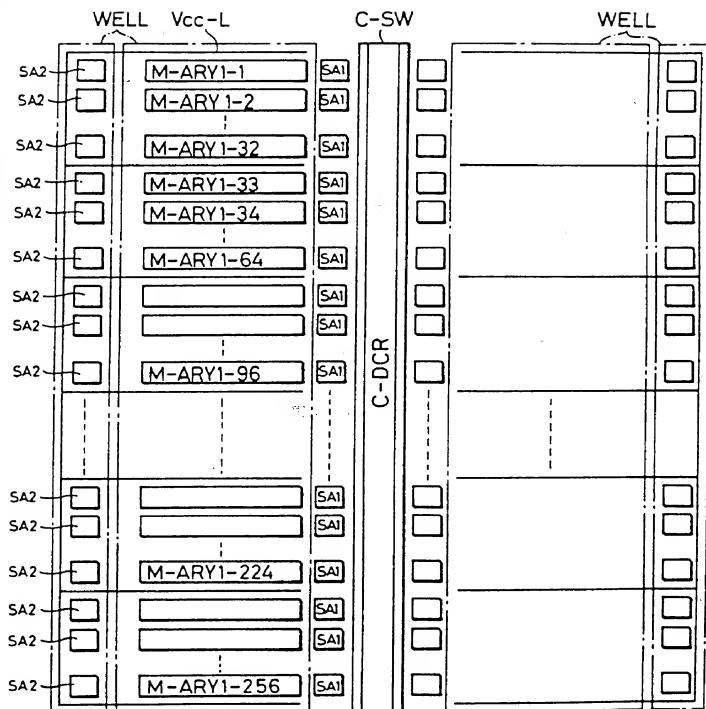 WELL Vcc-L C-SW WELL
SA2 M-ARY1-1 SA1
SA2 M-ARY1-2 SA1
SA2 M-ARY1-32 SA1
SA2 M-ARY1-33 SA1
SA2 M-ARY1-34 SA1
SA2 M-ARY1-64 SA1
SA2 SA1
SA2 SA1
SA2 M-ARY1-96 SA1
C-DCR
SA2 SA1
SA2 SA1
SA2 M-ARY1-224 SA1
SA2 SA1
SA2 SA1
SA2 M-ARY1-256 SA1